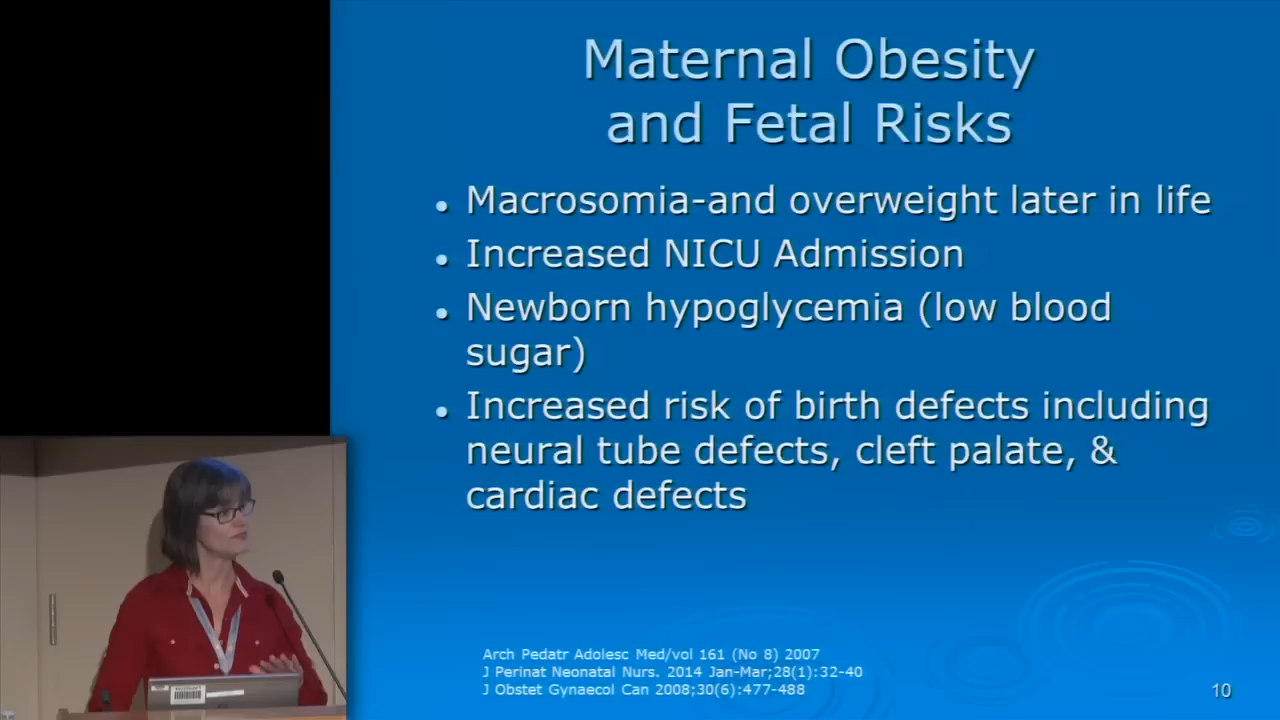 Maternal Obesity
and Fetal Risks
• Macrosomia-and overweight later in life
• Increased NICU Admission
• Newborn hypoglycemia (low blood
sugar)
• Increased risk of birth defects including
neural tube defects, cleft palate, &
cardiac defects
Arch Pedatr Adolesc Med/vol 161 (No 8) 2007
J Perinat Neonatal Nurs. 2014 Jan-Mar;28(1):32-40
J Obstet Gynaecol Can 2008;30(6):477-488
10